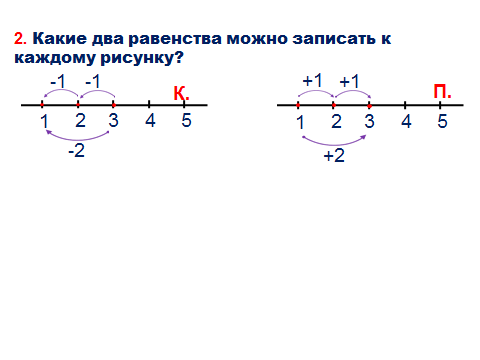 2. Какие два равенства можно записать к
каждому рисунку?
-1 -1
Қ.
1 2 3 4 5
-2
+1 +1
П.
1 2 3 4 5
+2